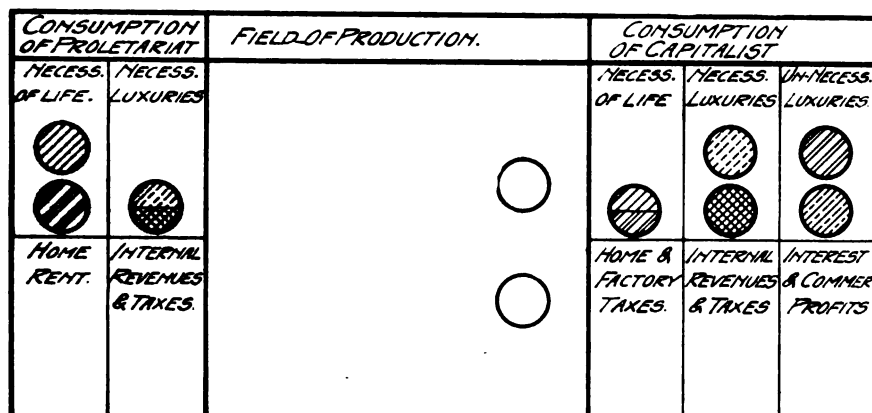 CONSUMPTION
OF PROLETARIAT
FIELD OF PRODUCTION.
CONSUMPTION
OF CAPITALIST
NECESS.
OF LIFE.
NECESS.
LUXURIES
NECESS.
OF LIFE
NECESS.
LUXURIES
UN-NECESS.
LUXURIES.
HOME
RENT.
INTERNAL
REVENUES
& TAXES.
HOME &
FACTORY
TAXES.
INTERNAL
REVENUES
& TAXES
INTEREST
& COMMER
PROFITS